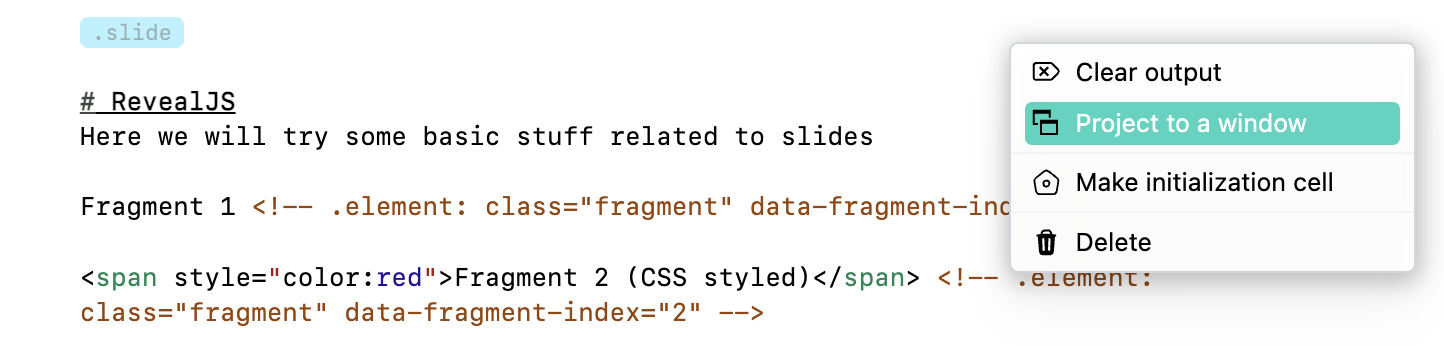 .slide
# RevealJS
Here we will try some basic stuff related to slides
Fragment 1 <!-- .element: class="fragment" data-fragment-ind
<span style="color:red">Fragment 2 (CSS styled)</span> <!-- .element:
class="fragment" data-fragment-index="2" -->
Clear output
Project to a window
Make initialization cell
Delete